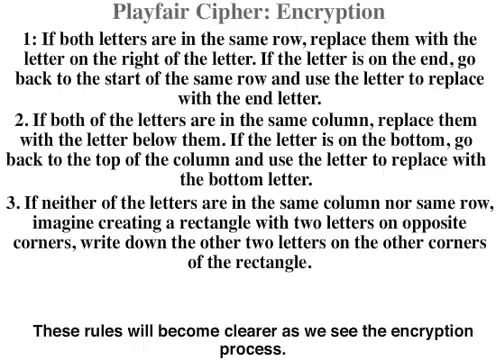 Playfair Cipher: Encryption
1: If both letters are in the same row, replace them with the
letter on the right of the letter. If the letter is on the end, go
back to the start of the same row and use the letter to replace
with the end letter.
2. If both of the letters are in the same column, replace them
with the letter below them. If the letter is on the bottom, go
back to the top of the column and use the letter to replace with
the bottom letter.
3. If neither of the letters are in the same column nor same row,
imagine creating a rectangle with two letters on opposite
corners, write down the other two letters on the other corners
of the rectangle.
These rules will become clearer as we see the encryption
process.